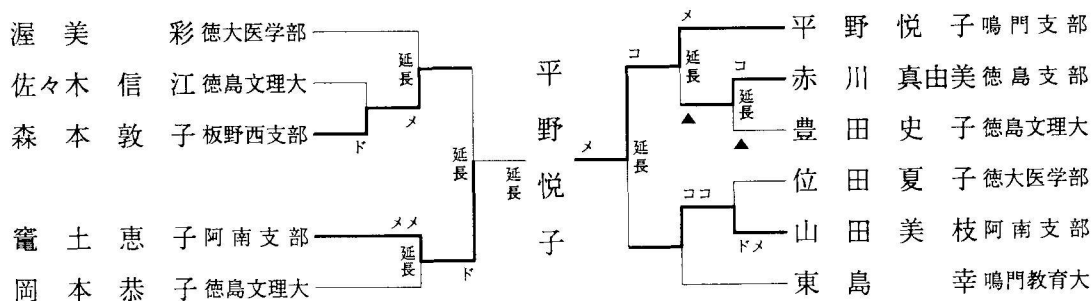 渥美 彩 徳大医学部
佐々木信江 徳島文理大
森本敦子 板野西支部
竃土恵子 阿南支部
岡本恭子 徳島文理大
延長
メ
ド
メメ
延長
ド
延長
延長
平野悦子
メ
延長
コ
メ
延長
▲
コ
延長
▲
ココ
ドメ
平野悦子 鳴門支部
赤川真由美 徳島支部
豊田史子 徳島文理大
位田夏子 徳大医学部
山田美枝 阿南支部
東島 幸 鳴門教育大